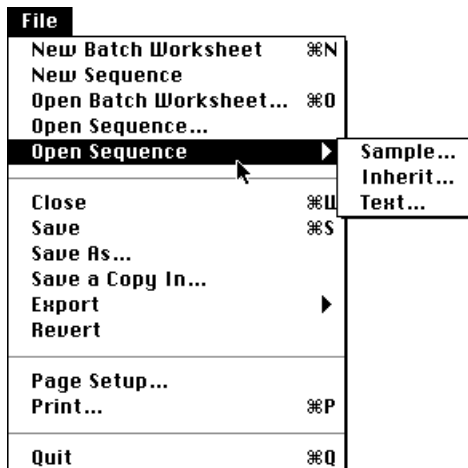 File
New Batch Worksheet ⌘N
New Sequence
Open Batch Worksheet... ⌘O
Open Sequence...
Open Sequence
Sample...
Inherit...
Text...
Close ⌘W
Save ⌘S
Save As...
Save a Copy In...
Export
Revert
Page Setup...
Print... ⌘P
Quit ⌘Q